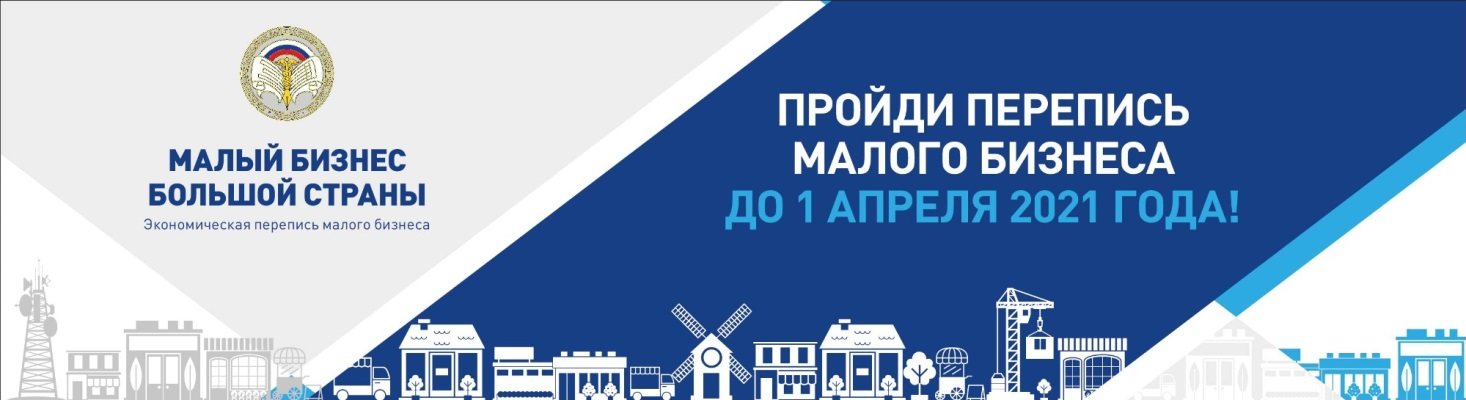 МАЛЫЙ БИЗНЕС
БОЛЬШОЙ СТРАНЫ
Экономическая перепись малого бизнеса
ПРОЙДИ ПЕРЕПИСЬ
МАЛОГО БИЗНЕСА
ДО 1 АПРЕЛЯ 2021 ГОДА!